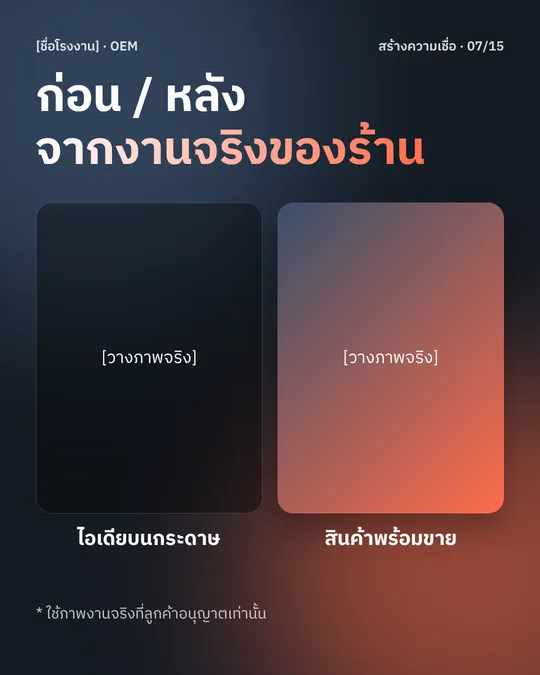 [ชื่อโรงงาน] · OEM
สร้างความเชื่อ · 07/15
ก่อน / หลัง
จากงานจริงของร้าน
[วางภาพจริง]
[วางภาพจริง]
ไอเดียบนกระดาษ
สินค้าพร้อมขาย
* ใช้ภาพงานจริงที่ลูกค้าอนุญาตเท่านั้น